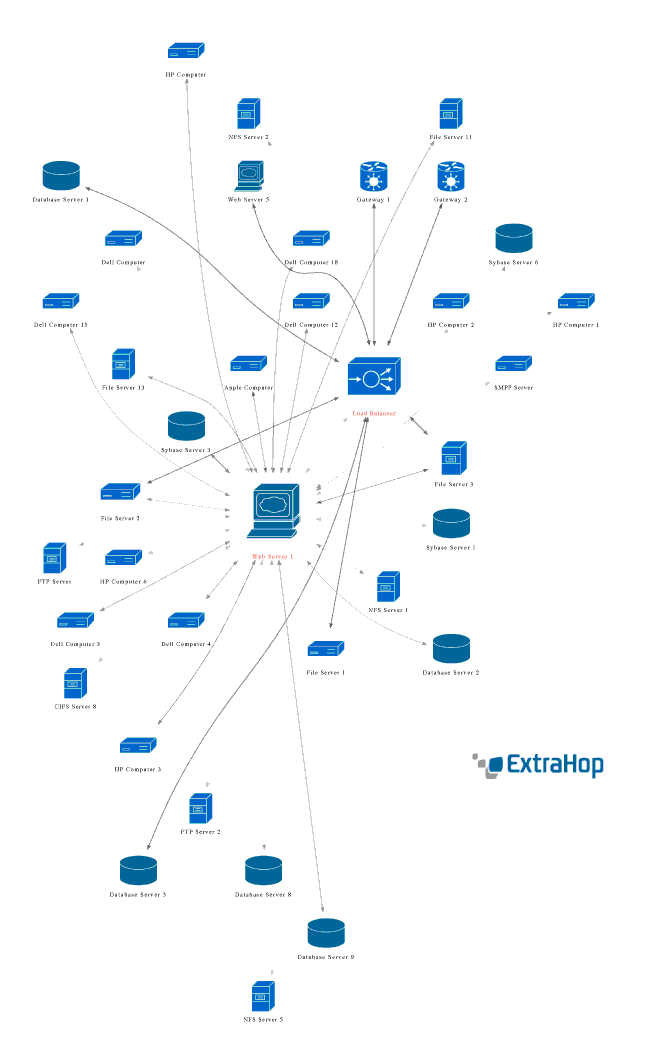 HP Computer
NFS Server 2
File Server 11
Database Server 1
Web Server 5
Gateway 1
Gateway 2
Dell Computer
Dell Computer 18
Sybase Server 6
Dell Computer 15
Dell Computer 12
HP Computer 2
HP Computer 1
File Server 13
Apple Computer
SMPP Server
Load Balancer
Sybase Server 3
File Server 3
File Server 2
Sybase Server 1
Web Server 1
FTP Server
HP Computer 6
NFS Server 1
Dell Computer 3
Dell Computer 4
File Server 1
Database Server 2
CIFS Server 8
HP Computer 3
ExtraHop
FTP Server 2
Database Server 3
Database Server 8
Database Server 9
NFS Server 5